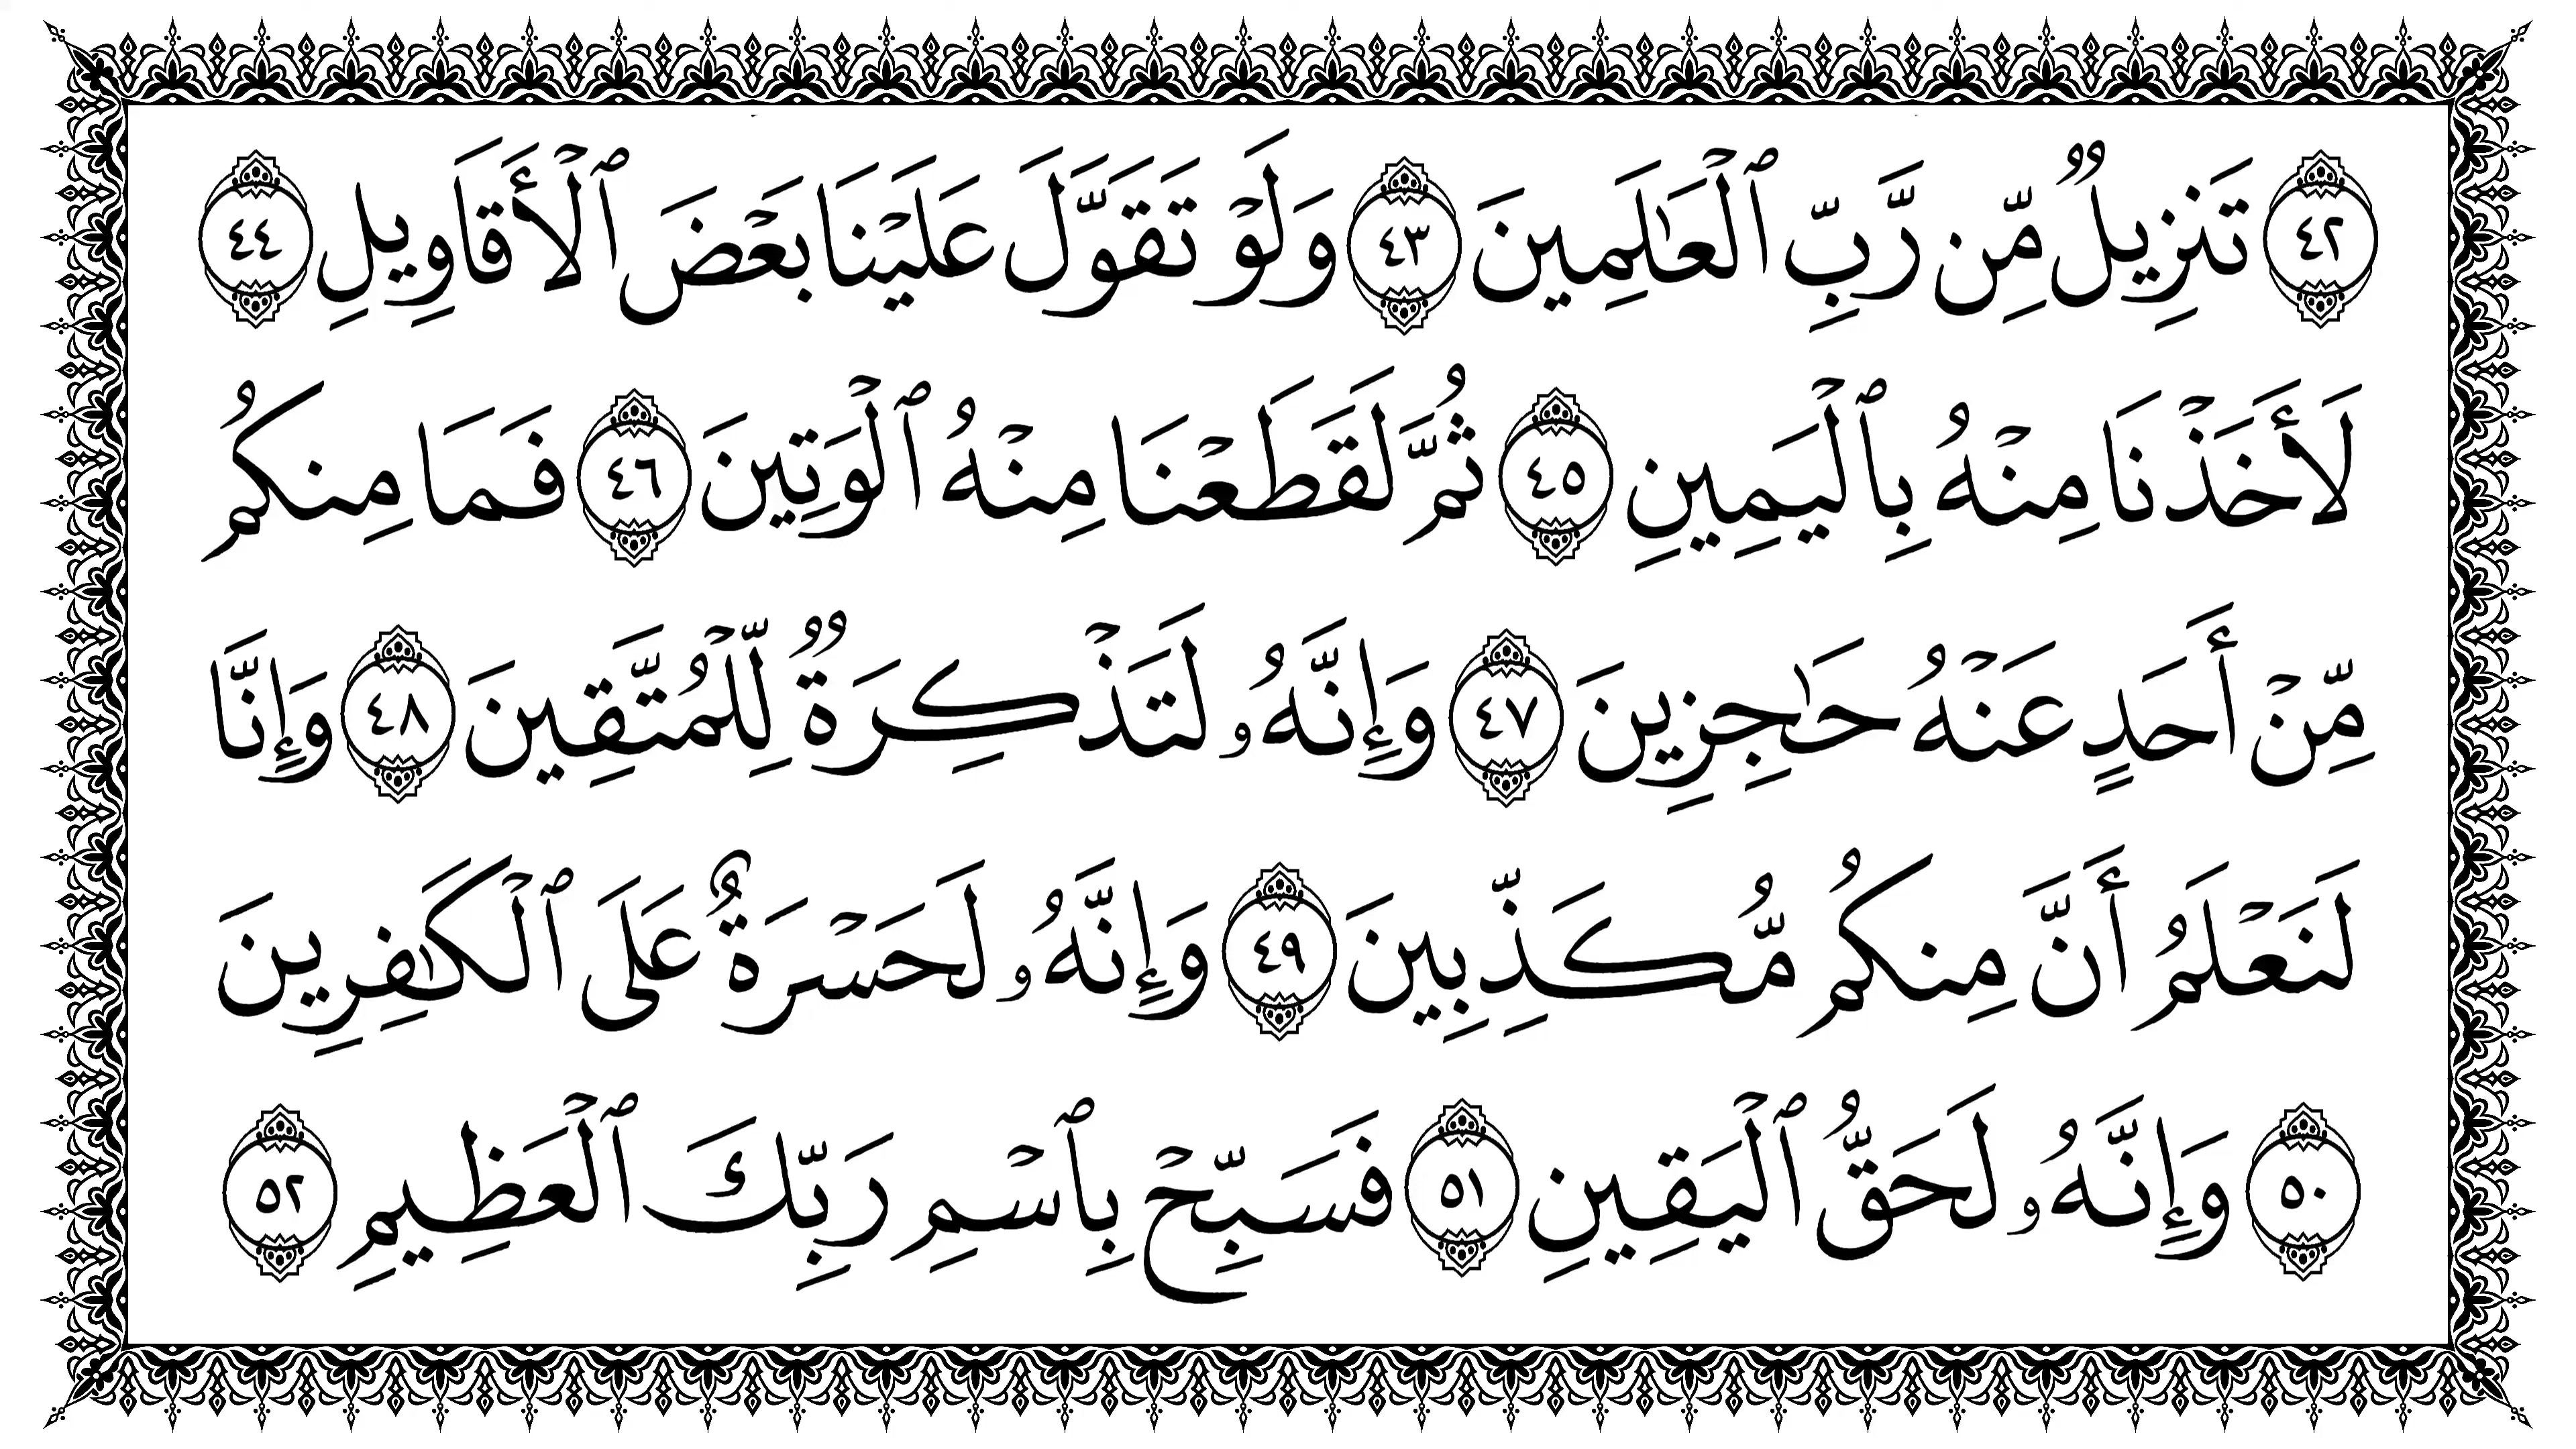 ٤٢ تَنزِيلٌ مِّن رَّبِّ ٱلْعَٰلَمِينَ ٤٣ وَلَوْ تَقَوَّلَ عَلَيْنَا بَعْضَ ٱلْأَقَاوِيلِ ٤٤
لَأَخَذْنَا مِنْهُ بِٱلْيَمِينِ ٤٥ ثُمَّ لَقَطَعْنَا مِنْهُ ٱلْوَتِينَ ٤٦ فَمَا مِنكُم
مِّنْ أَحَدٍ عَنْهُ حَٰجِزِينَ ٤٧ وَإِنَّهُۥ لَتَذْكِرَةٌ لِّلْمُتَّقِينَ ٤٨ وَإِنَّا
لَنَعْلَمُ أَنَّ مِنكُم مُّكَذِّبِينَ ٤٩ وَإِنَّهُۥ لَحَسْرَةٌ عَلَى ٱلْكَٰفِرِينَ
٥٠ وَإِنَّهُۥ لَحَقُّ ٱلْيَقِينِ ٥١ فَسَبِّحْ بِٱسْمِ رَبِّكَ ٱلْعَظِيمِ ٥٢